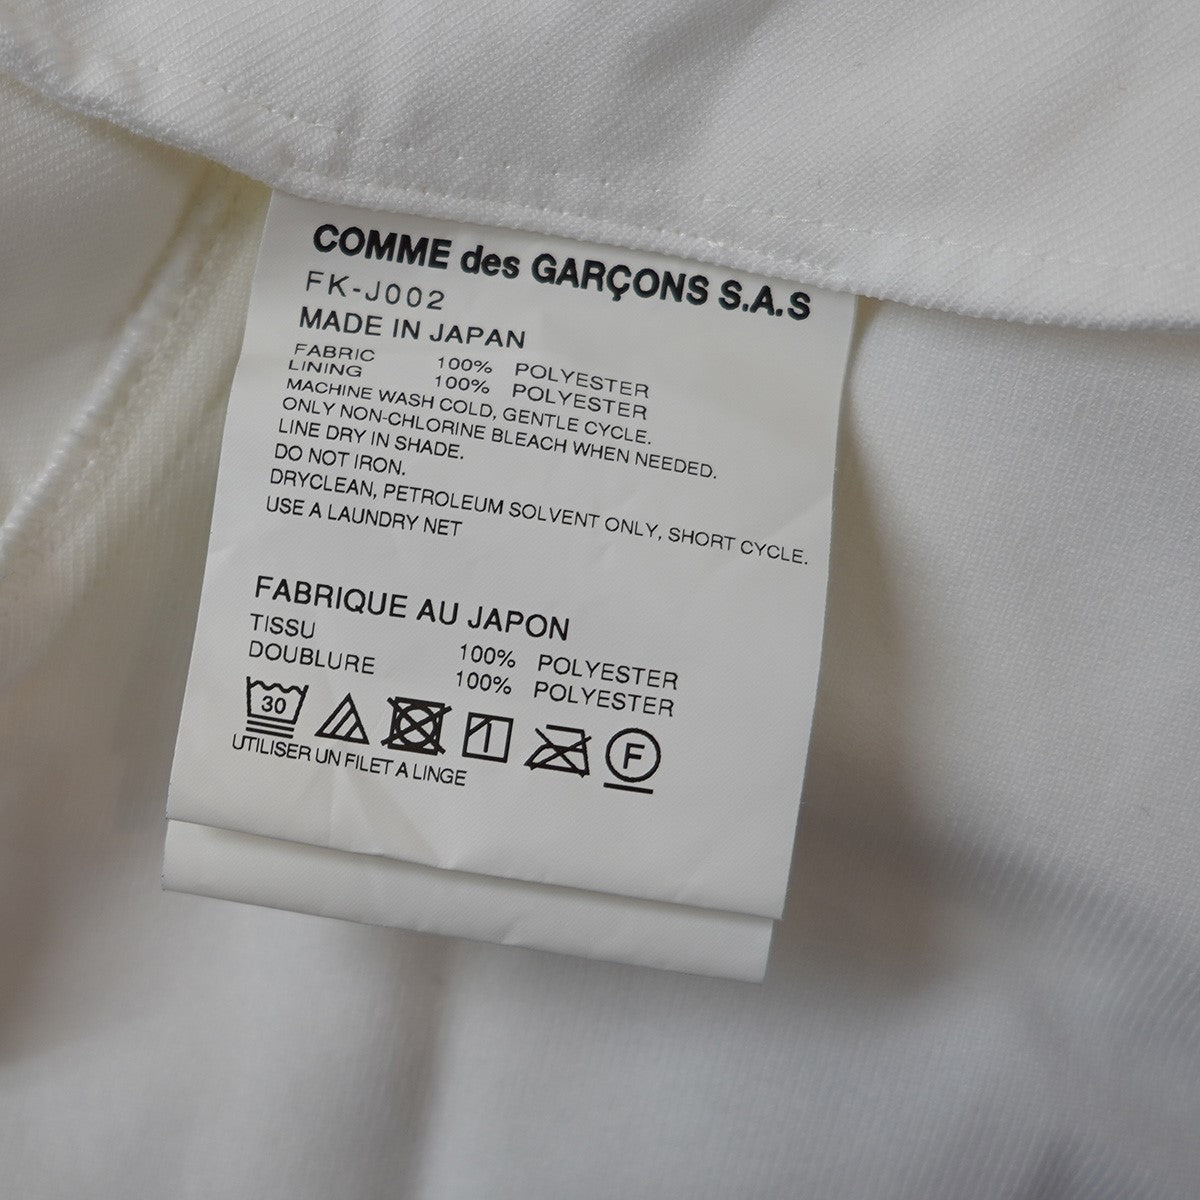 COMME des GARÇONS S.A.S
FK-J002
MADE IN JAPAN
FABRIC 100% POLYESTER
LINING 100% POLYESTER
MACHINE WASH COLD, GENTLE CYCLE.
ONLY NON-CHLORINE BLEACH WHEN NEEDED.
LINE DRY IN SHADE.
DO NOT IRON.
DRYCLEAN, PETROLEUM SOLVENT ONLY, SHORT CYCLE.
USE A LAUNDRY NET
FABRIQUE AU JAPON
TISSU 100% POLYESTER
DOUBLURE 100% POLYESTER
30 F
UTILISER UN FILET A LINGE